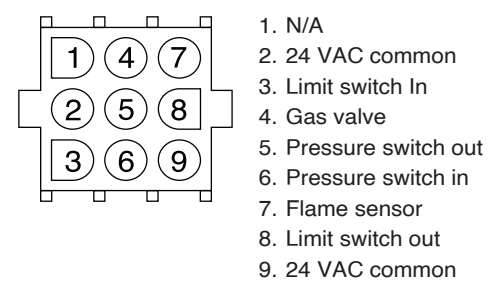 1 4 7
2 5 8
3 6 9
1. N/A
2. 24 VAC common
3. Limit switch In
4. Gas valve
5. Pressure switch out
6. Pressure switch in
7. Flame sensor
8. Limit switch out
9. 24 VAC common